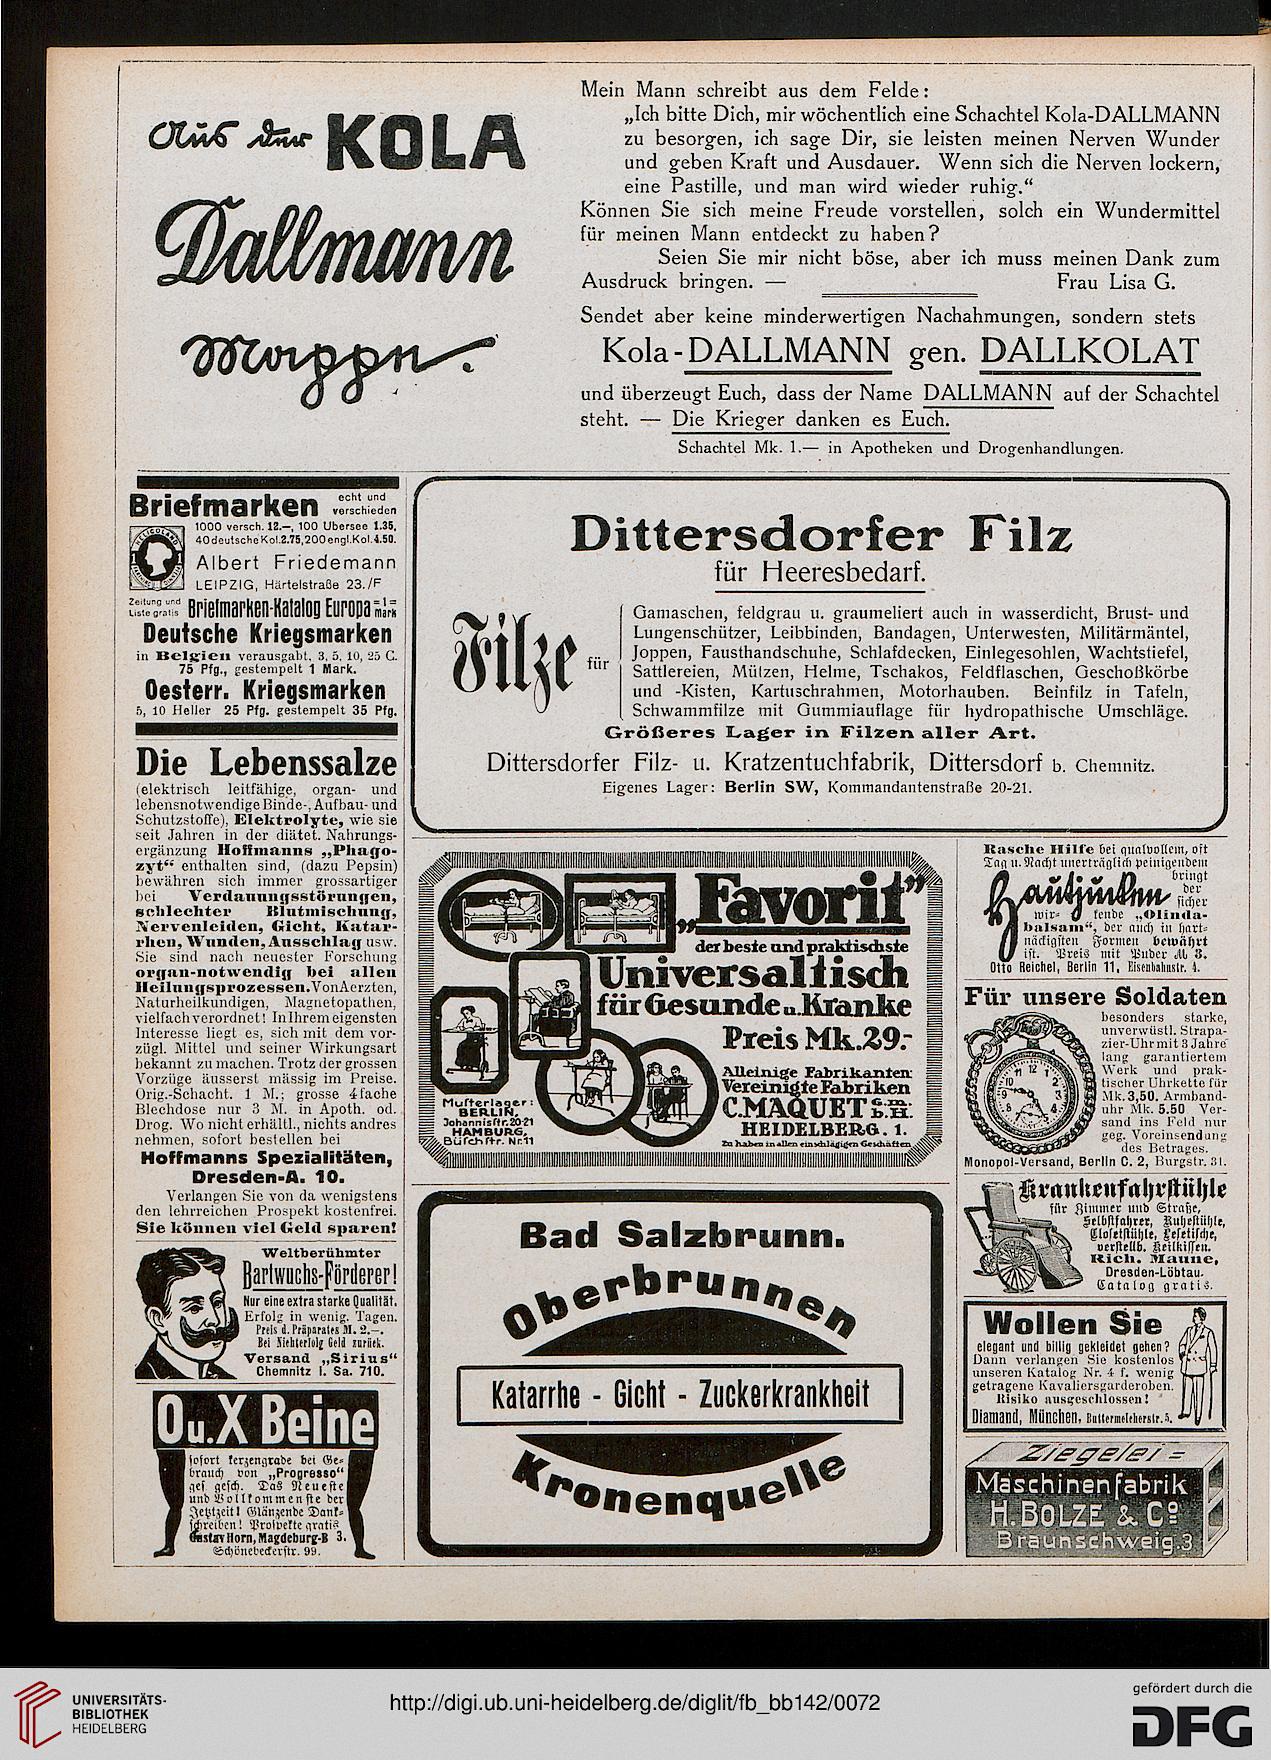 Aus der KOLA
Dallmann
Mappe.
Mein Mann schreibt aus dem Felde:
„Ich bitte Dich, mir wöchentlich eine Schachtel Kola-DALLMANN
zu besorgen, ich sage Dir, sie leisten meinen Nerven Wunder
und geben Kraft und Ausdauer. Wenn sich die Nerven lockern,
eine Pastille, und man wird wieder ruhig.“
Können Sie sich meine Freude vorstellen, solch ein Wundermittel
für meinen Mann entdeckt zu haben?
Seien Sie mir nicht böse, aber ich muss meinen Dank zum
Ausdruck bringen. — Frau Lisa G.
Sendet aber keine minderwertigen Nachahmungen, sondern stets
Kola-DALLMANN gen. DALLKOLAT
und überzeugt Euch, dass der Name DALLMANN auf der Schachtel
steht. — Die Krieger danken es Euch.
Schachtel Mk. 1.— in Apotheken und Drogenhandlungen.
Briefmarken echt und verschieden
1000 versch. 12.–, 100 Übersee 1.35,
40 deutsche Kol. 2.75, 200 engl. Kol. 4.50.
HELIGOLAND
Albert Friedemann
LEIPZIG, Härtelstraße 23./F
Zeitung und Liste gratis Briefmarken-Katalog Europa =1= Mark
Deutsche Kriegsmarken
in Belgien verausgabt, 3, 5, 10, 25 C.
75 Pfg., gestempelt 1 Mark.
Oesterr. Kriegsmarken
5, 10 Heller 25 Pfg. gestempelt 35 Pfg.
Die Lebenssalze
(elektrisch leitfähige, organ- und
lebensnotwendige Binde-, Aufbau- und
Schutzstoffe), Elektrolyte, wie sie
seit Jahren in der diätet. Nahrungs-
ergänzung Hoffmanns „Phago-
zyt“ enthalten sind, (dazu Pepsin)
bewähren sich immer grossartiger
bei Verdauungsstörungen,
schlechter Blutmischung,
Nervenleiden, Gicht, Katar-
rhen, Wunden, Ausschlag usw.
Sie sind nach neuester Forschung
organ-notwendig bei allen
Heilungsprozessen. Von Aerzten,
Naturheilkundigen, Magnetopathen,
vielfach verordnet! In Ihrem eigensten
Interesse liegt es, sich mit dem vor-
zügl. Mittel und seiner Wirkungsart
bekannt zu machen. Trotz der grossen
Vorzüge äusserst mässig im Preise.
Orig.-Schacht. 1 M.; grosse 4fache
Blechdose nur 3 M. in Apoth. od.
Drog. Wo nicht erhältl., nichts andres
nehmen, sofort bestellen bei
Hoffmanns Spezialitäten,
Dresden-A. 10.
Verlangen Sie von da wenigstens
den lehrreichen Prospekt kostenfrei.
Sie können viel Geld sparen!
Weltberühmter
Bartwuchs-Förderer!
Nur eine extra starke Qualität.
Erfolg in wenig. Tagen.
Preis d. Präparates M. 2.–.
Bei Nichterfolg Geld zurück.
Versand „Sirius“
Chemnitz i. Sa. 710.
O u. X Beine
sofort kerzengrade bei Ge-
brauch von „Progresso“
ges. gesch. Das Neueste
und Vollkommenste der
Jetztzeit! Glänzende Dank-
schreiben! Prospekte gratis
Gustav Horn, Magdeburg-B 3.
Schönebeckerstr. 99.
Dittersdorfer Filz
für Heeresbedarf.
Filze für
Gamaschen, feldgrau u. graumeliert auch in wasserdicht, Brust- und
Lungenschützer, Leibbinden, Bandagen, Unterwesten, Militärmäntel,
Joppen, Fausthandschuhe, Schlafdecken, Einlegesohlen, Wachtstiefel,
Sattlereien, Mützen, Helme, Tschakos, Feldflaschen, Geschoßkörbe
und -Kisten, Kartuschrahmen, Motorhauben. Beinfilz in Tafeln,
Schwammfilze mit Gummiauflage für hydropathische Umschläge.
Größeres Lager in Filzen aller Art.
Dittersdorfer Filz- u. Kratzentuchfabrik, Dittersdorf b. Chemnitz.
Eigenes Lager: Berlin SW, Kommandantenstraße 20-21.
„Favorit“
der beste und praktischste
Universaltisch
für Gesunde u. Kranke
Preis Mk. 29.-
Alleinige Fabrikanten:
Vereinigte Fabriken
C. MAQUET G.m.b.H.
HEIDELBERG. 1.
Zu haben in allen einschlägigen Geschäften
Musterlager:
BERLIN,
Johannisstr. 20-21
HAMBURG,
Büschstr. Nr. 11
Bad Salzbrunn.
Oberbrunnen
Katarrhe - Gicht - Zuckerkrankheit
Kronenquelle
Rasche Hilfe bei qualvollem, oft
Tag u. Nacht unerträglich peinigendem
Hautjucken bringt
der
sicher
wir- kende „Olinda-
balsam“, der auch in hart-
näckigsten Formen bewährt
ist. Preis mit Puder M 3.
Otto Reichel, Berlin 11, Eisenbahnstr. 4.
Für unsere Soldaten
besonders starke,
unverwüstl. Strapa-
zier-Uhr mit 3 Jahre
lang garantiertem
Werk und prak-
tischer Uhrkette für
Mk. 3,50. Armband-
uhr Mk. 5.50 Ver-
sand ins Feld nur
geg. Voreinsendung
des Betrages.
Monopol-Versand, Berlin C. 2, Burgstr. 31.
Krankenfahrstühle
für Zimmer und Straße,
Selbstfahrer, Ruhestühle,
Closetstühle, Lesetische,
verstellb. Keilkissen.
Rich. Maune,
Dresden-Löbtau.
Catalog gratis.
Wollen Sie
elegant und billig gekleidet gehen?
Dann verlangen Sie kostenlos
unseren Katalog Nr. 4 f. wenig
getragene Kavaliersgarderoben.
Risiko ausgeschlossen!
Diamand, München, Buttermelcherstr. 5.
Ziegelei =
Maschinenfabrik
H. BOLZE & Co
Braunschweig. 3
UNIVERSITÄTS-
BIBLIOTHEK
HEIDELBERG
http://digi.ub.uni-heidelberg.de/diglit/fb_bb142/0072
gefördert durch die
DFG